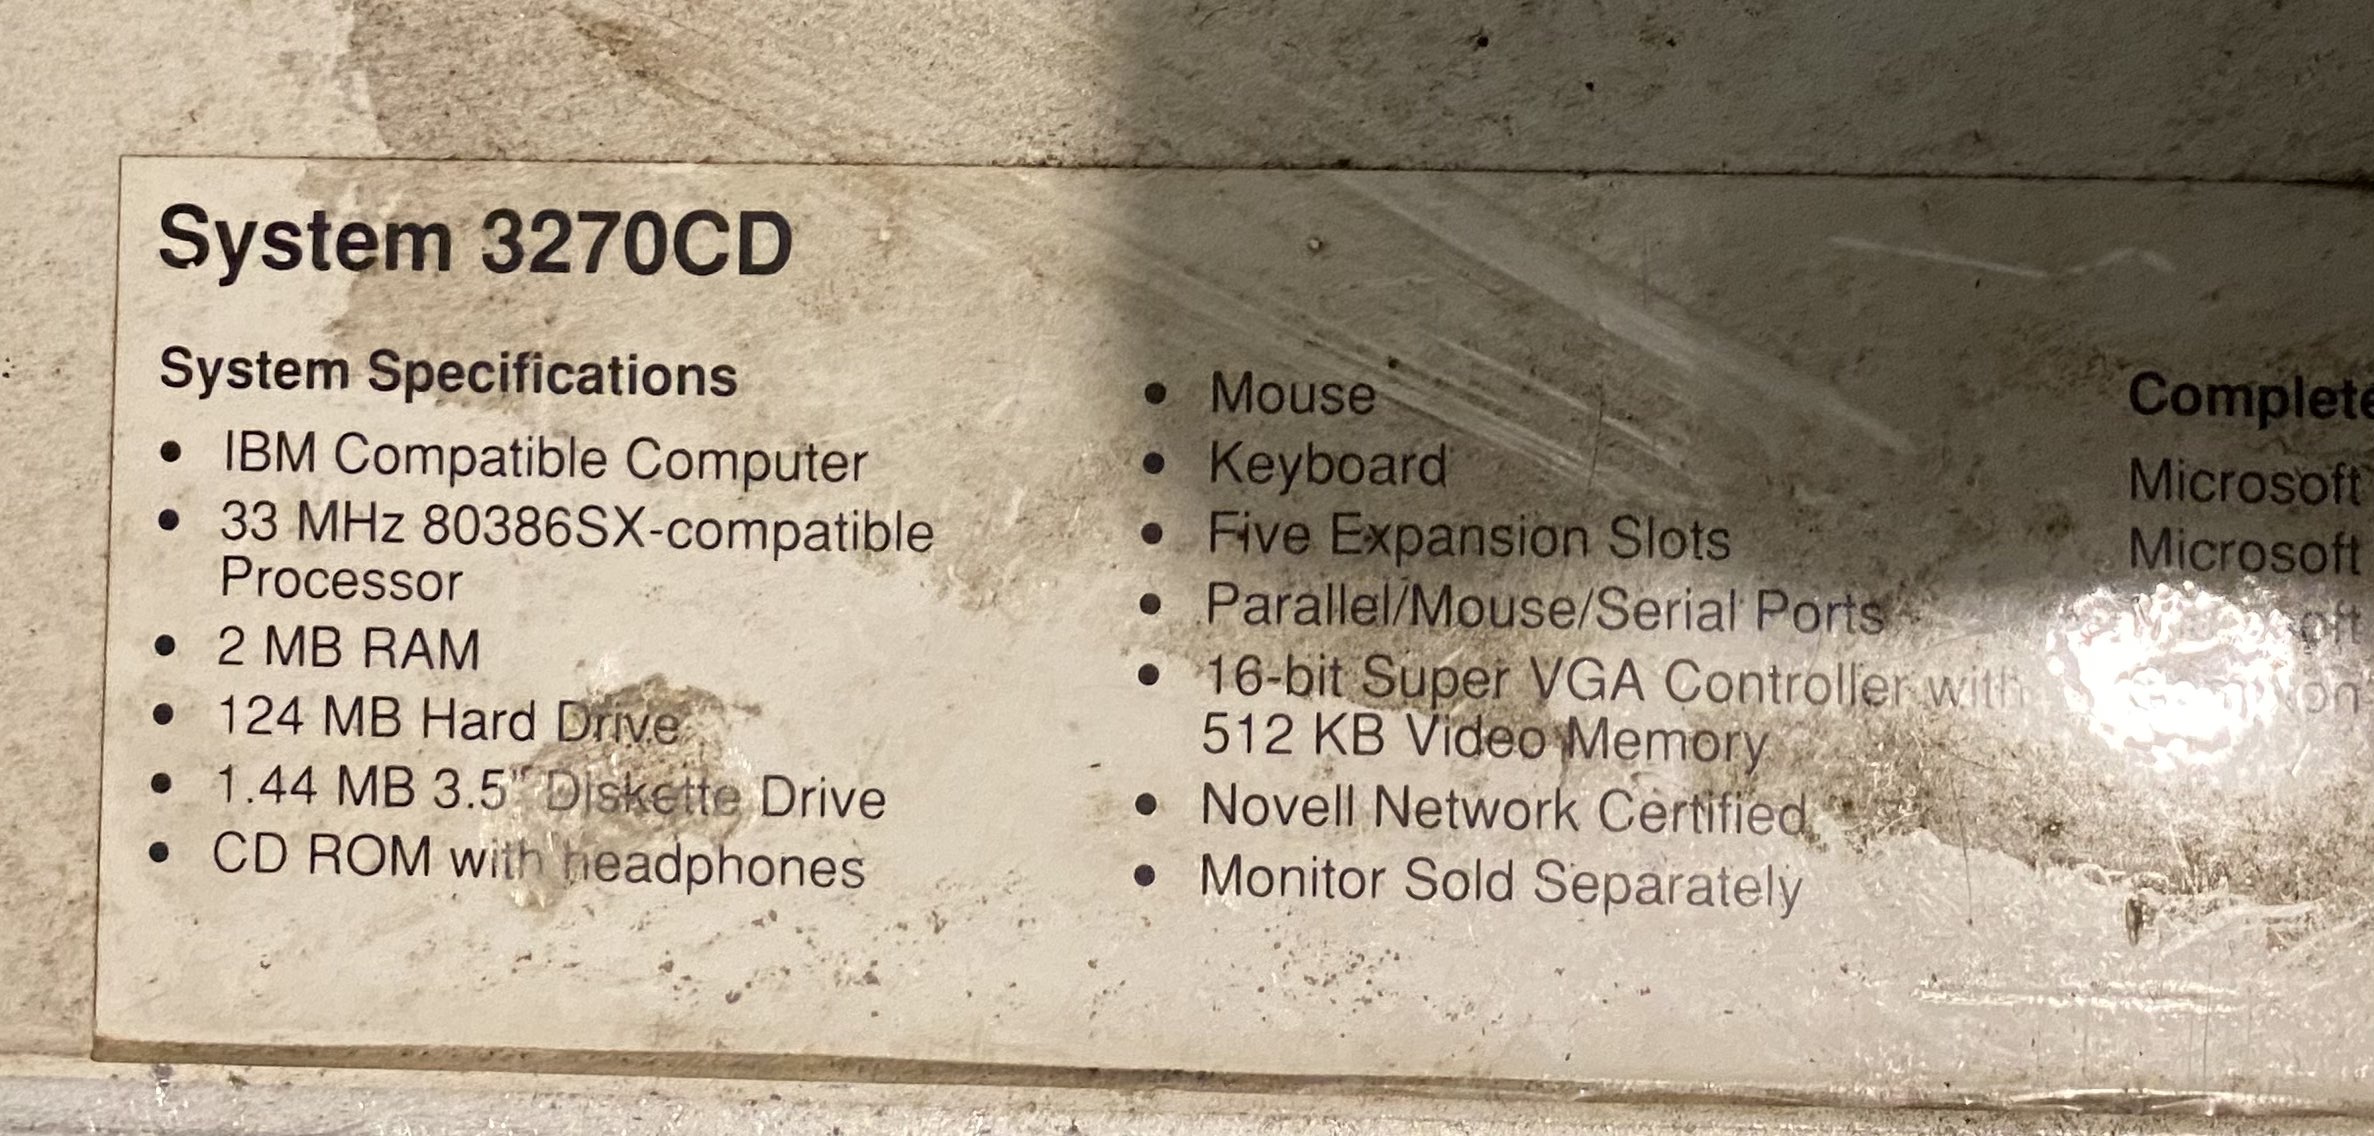 System 3270CD
System Specifications
• IBM Compatible Computer
• 33 MHz 80386SX-compatible
Processor
• 2 MB RAM
• 124 MB Hard Drive
• 1.44 MB 3.5" Diskette Drive
• CD ROM with headphones
• Mouse
• Keyboard
• Five Expansion Slots
• Parallel/Mouse/Serial Ports
• 16-bit Super VGA Controller with
512 KB Video Memory
• Novell Network Certified
• Monitor Sold Separately
Complete
Microsoft
Microsoft